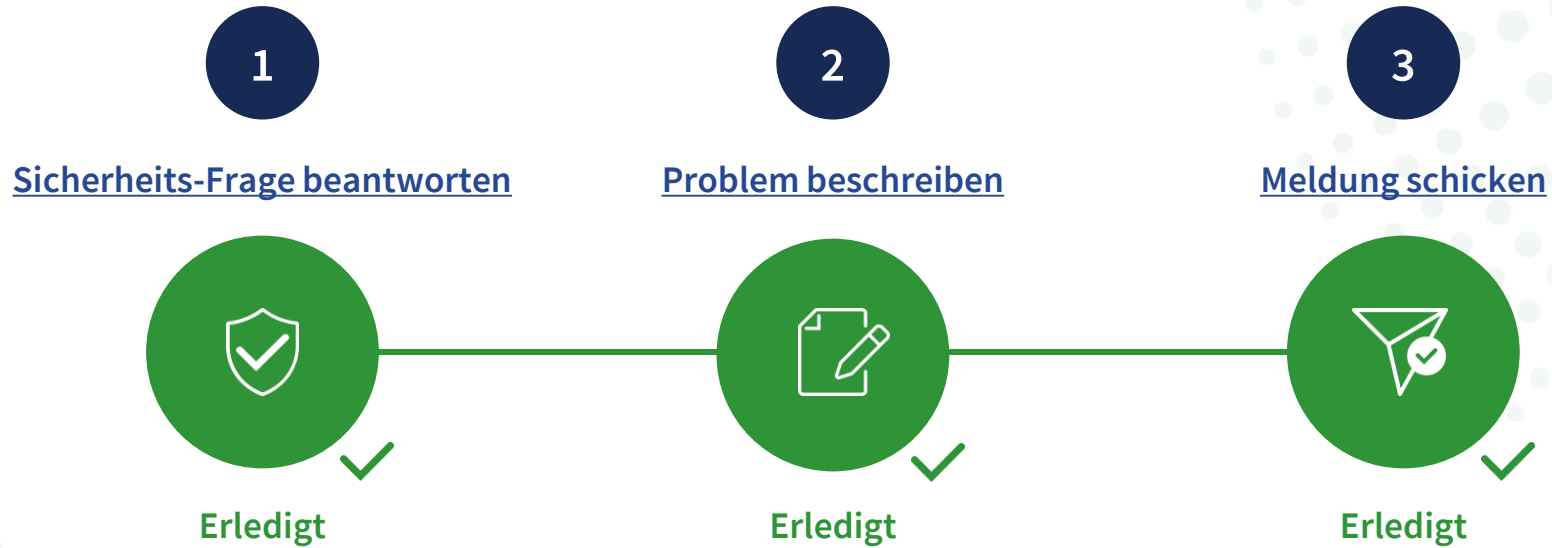 1
2
3
Sicherheits-Frage beantworten
Problem beschreiben
Meldung schicken
Erledigt
Erledigt
Erledigt